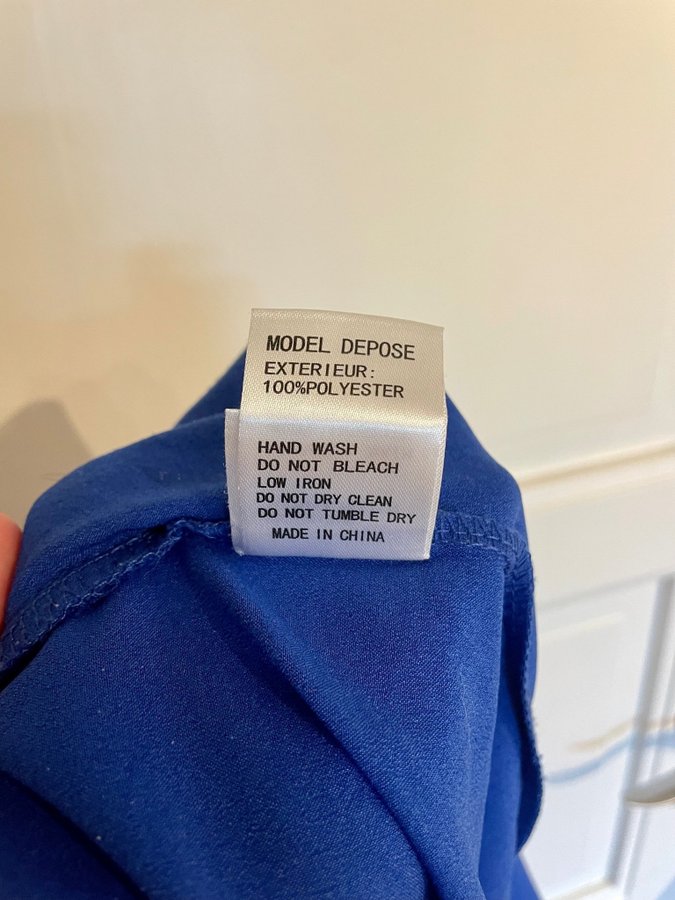 MODEL DEPOSE
EXTERIEUR:
100%POLYESTER
HAND WASH
DO NOT BLEACH
LOW IRON
DO NOT DRY CLEAN
DO NOT TUMBLE DRY
MADE IN CHINA